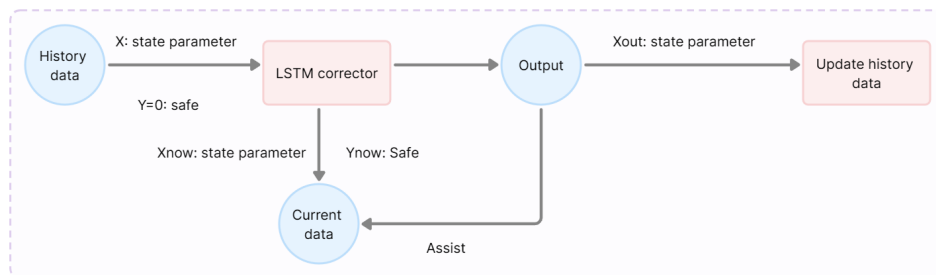 X: state parameter
Xout: state parameter
History
data
LSTM corrector
Output
Update history
data
Y=0: safe
Xnow: state parameter
Ynow: Safe
Current
data
Assist